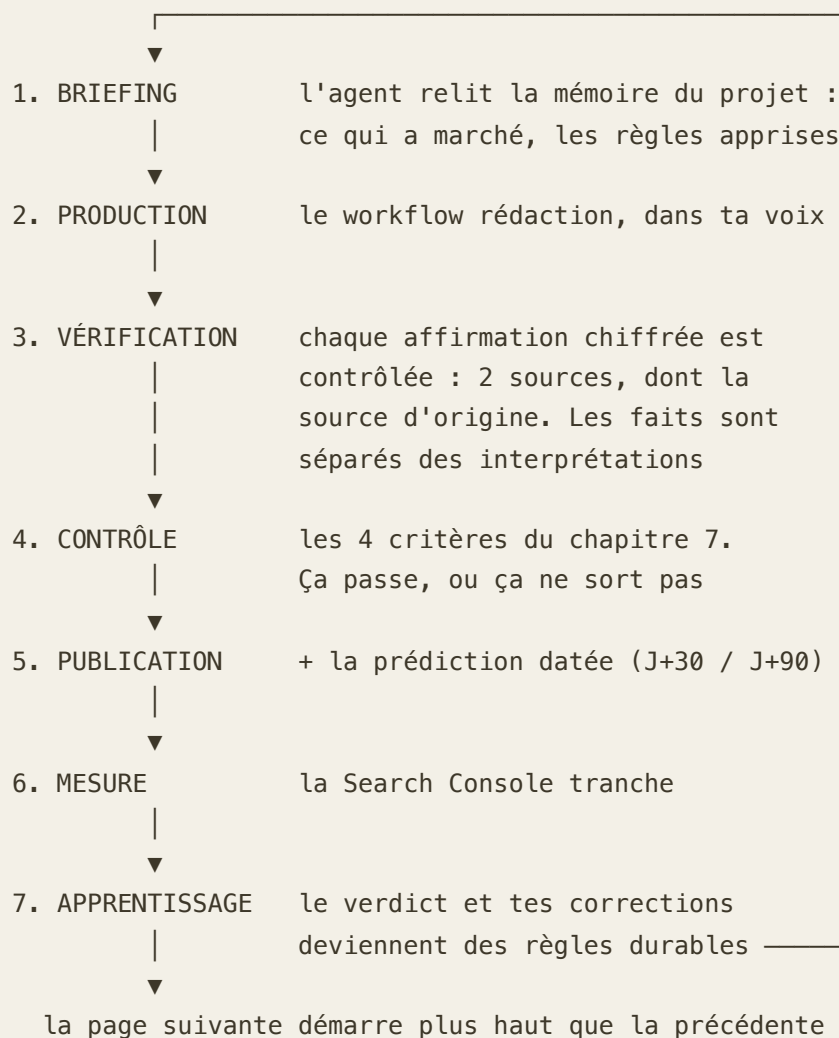 1. BRIEFING l'agent relit la mémoire du projet :
ce qui a marché, les règles apprises
2. PRODUCTION le workflow rédaction, dans ta voix
3. VÉRIFICATION chaque affirmation chiffrée est
contrôlée : 2 sources, dont la
source d'origine. Les faits sont
séparés des interprétations
4. CONTRÔLE les 4 critères du chapitre 7.
Ça passe, ou ça ne sort pas
5. PUBLICATION + la prédiction datée (J+30 / J+90)
6. MESURE la Search Console tranche
7. APPRENTISSAGE le verdict et tes corrections
deviennent des règles durables
la page suivante démarre plus haut que la précédente